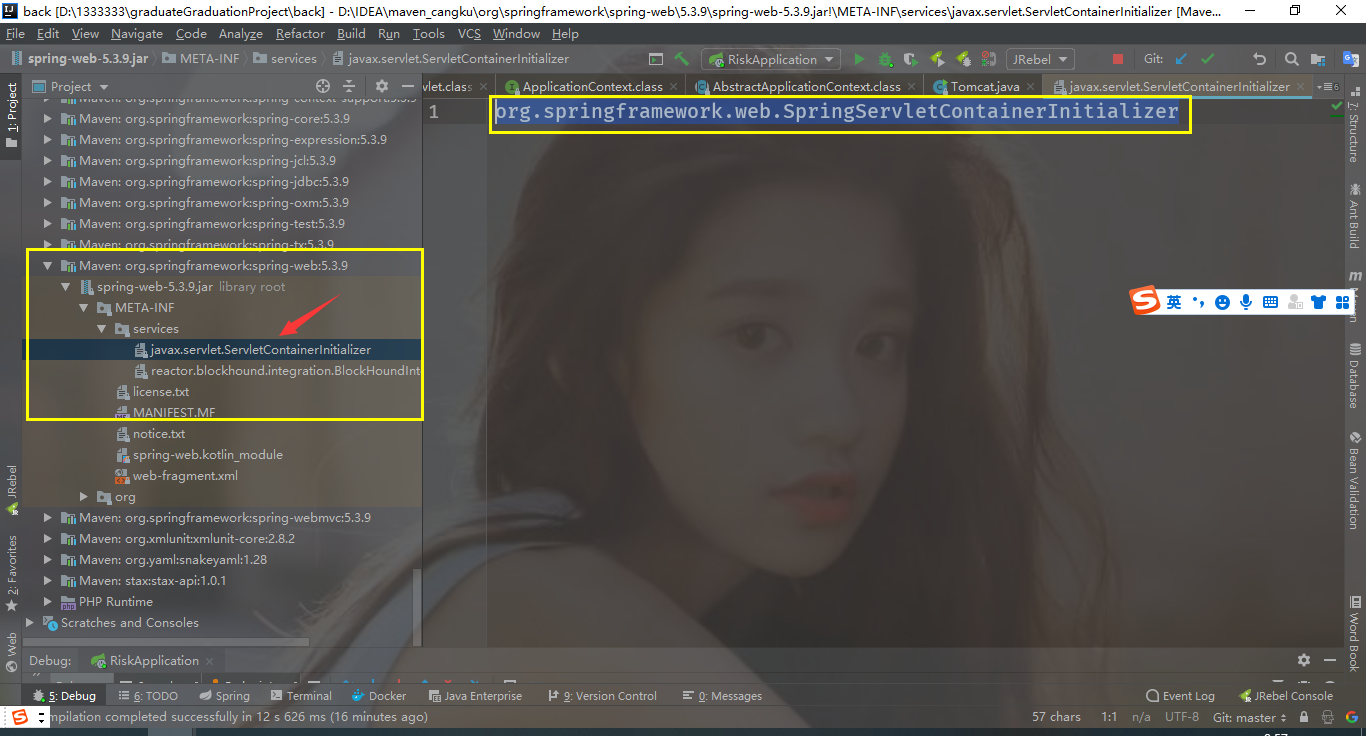 back [D:\1333333\graduateGraduationProject\back] - D:\IDEA\maven_cangku\org\springframework\spring-web\5.3.9\spring-web-5.3.9.jar!\META-INF\services\javax.servlet.ServletContainerInitializer [Mave...
File Edit View Navigate Code Analyze Refactor Build Run Tools VCS Window Help
spring-web-5.3.9.jar META-INF services javax.servlet.ServletContainerInitializer RiskApplication JRebel Git:
Project vlet.class ApplicationContext.class AbstractApplicationContext.class Tomcat.java javax.servlet.ServletContainerInitializer 6
1 org.springframework.web.SpringServletContainerInitializer
Maven: org.springframework:spring-context-support:5.3.9
Maven: org.springframework:spring-core:5.3.9
Maven: org.springframework:spring-expression:5.3.9
Maven: org.springframework:spring-jcl:5.3.9
Maven: org.springframework:spring-jdbc:5.3.9
Maven: org.springframework:spring-oxm:5.3.9
Maven: org.springframework:spring-test:5.3.9
Maven: org.springframework:spring-tx:5.3.9
Maven: org.springframework:spring-web:5.3.9
spring-web-5.3.9.jar library root
META-INF
services
javax.servlet.ServletContainerInitializer
reactor.blockhound.integration.BlockHoundInt
license.txt
MANIFEST.MF
notice.txt
spring-web.kotlin_module
web-fragment.xml
org
Maven: org.springframework:spring-webmvc:5.3.9
Maven: org.xmlunit:xmlunit-core:2.8.2
Maven: org.yaml:snakeyaml:1.28
Maven: stax:stax-api:1.0.1
PHP Runtime
Scratches and Consoles
1: Project
JRebel
2: Favorites
Web
7: Structure
Ant Build
Maven
Database
Bean Validation
Word Book
英
Debug: RiskApplication
5: Debug 6: TODO Spring Terminal Docker Java Enterprise 9: Version Control 0: Messages Event Log JRebel Console
mpilation completed successfully in 12 s 626 ms (16 minutes ago) 57 chars 1:1 n/a UTF-8 Git: master